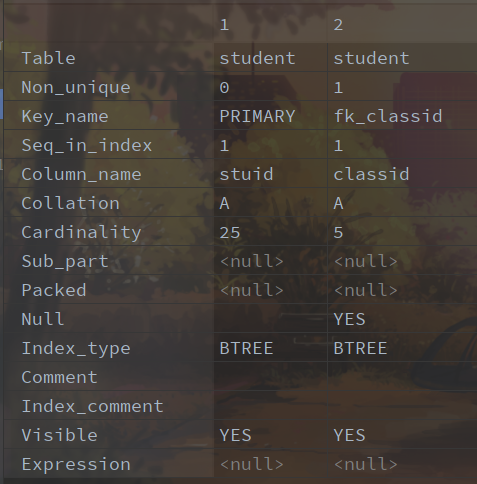 1 2
Table student student
Non_unique 0 1
Key_name PRIMARY fk_classid
Seq_in_index 1 1
Column_name stuid classid
Collation A A
Cardinality 25 5
Sub_part <null> <null>
Packed <null> <null>
Null YES
Index_type BTREE BTREE
Comment
Index_comment
Visible YES YES
Expression <null> <null>